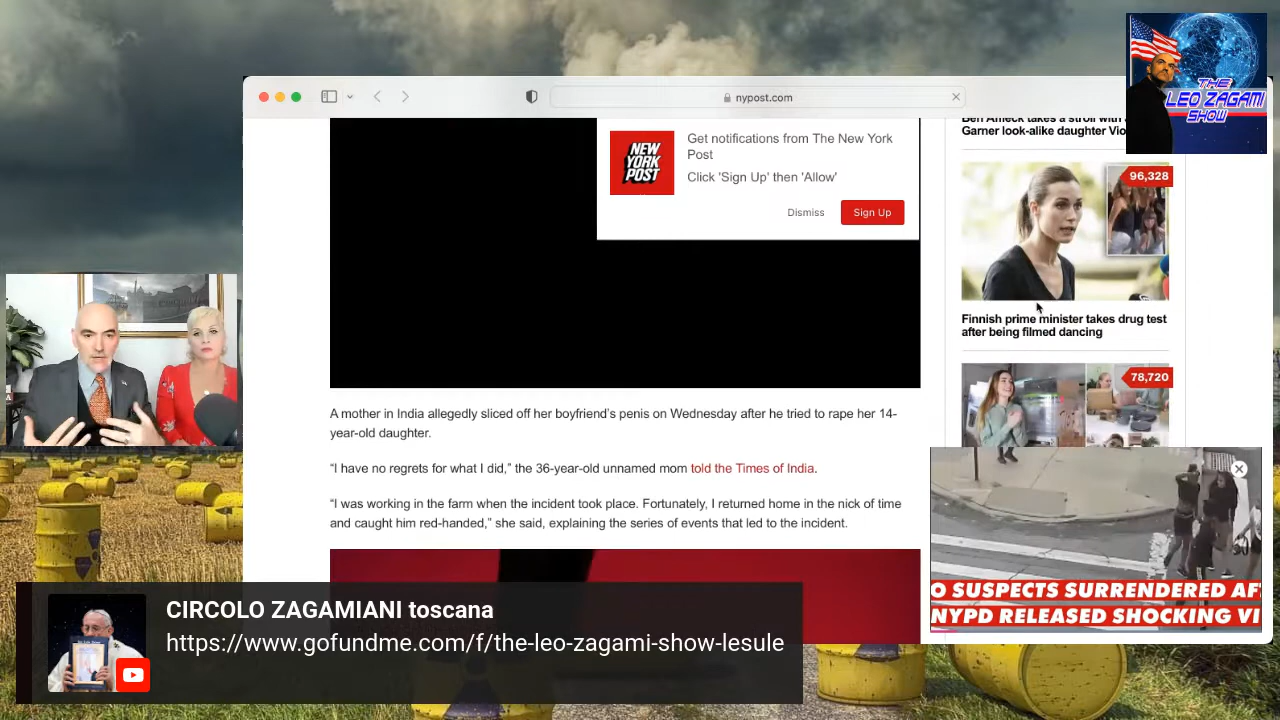 nypost.com
THE
LEO ZAGAMI
SHOW
Get notifications from The New York
Post
Click 'Sign Up' then 'Allow'
Dismiss
Sign Up
NEW
YORK
POST
Ben Affleck takes a stroll with
Garner look-alike daughter Vio
96,328
Finnish prime minister takes drug test
after being filmed dancing
78,720
A mother in India allegedly sliced off her boyfriend's penis on Wednesday after he tried to rape her 14-
year-old daughter.
“I have no regrets for what I did,” the 36-year-old unnamed mom told the Times of India.
“I was working in the farm when the incident took place. Fortunately, I returned home in the nick of time
and caught him red-handed,” she said, explaining the series of events that led to the incident.
O SUSPECTS SURRENDERED AF
NYPD RELEASED SHOCKING VI
CIRCOLO ZAGAMIANI toscana
https://www.gofundme.com/f/the-leo-zagami-show-lesule